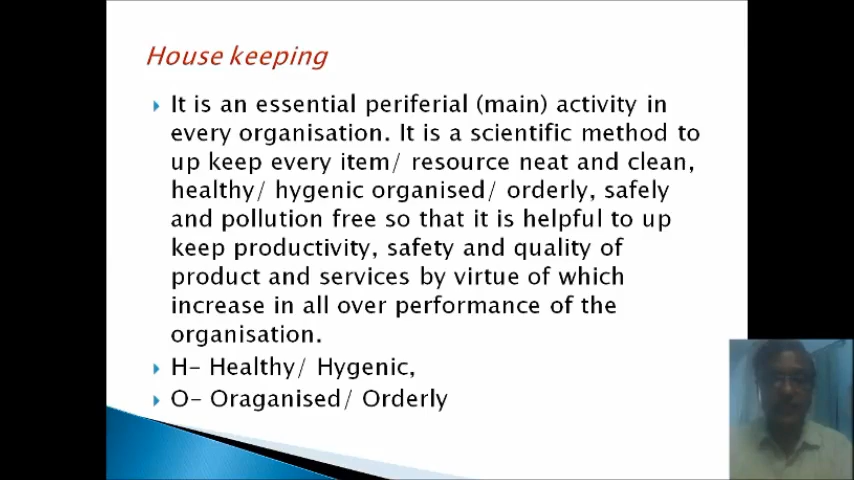 House keeping
It is an essential periferial (main) activity in
every organisation. It is a scientific method to
up keep every item/ resource neat and clean,
healthy/ hygenic organised/ orderly, safely
and pollution free so that it is helpful to up
keep productivity, safety and quality of
product and services by virtue of which
increase in all over performance of the
organisation.
H- Healthy/ Hygenic,
O- Oraganised/ Orderly